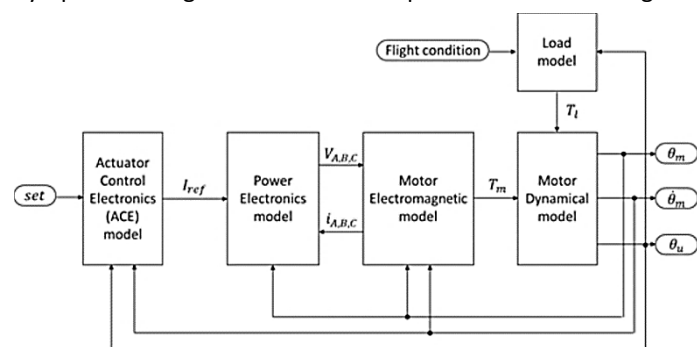 Flight condition
Load
model
T_l
set
Actuator
Control
Electronics
(ACE)
model
I_ref
Power
Electronics
model
V_A,B,C
i_A,B,C
Motor
Electromagnetic
model
T_m
Motor
Dynamical
model
θ_m
θ̇_m
θ_u